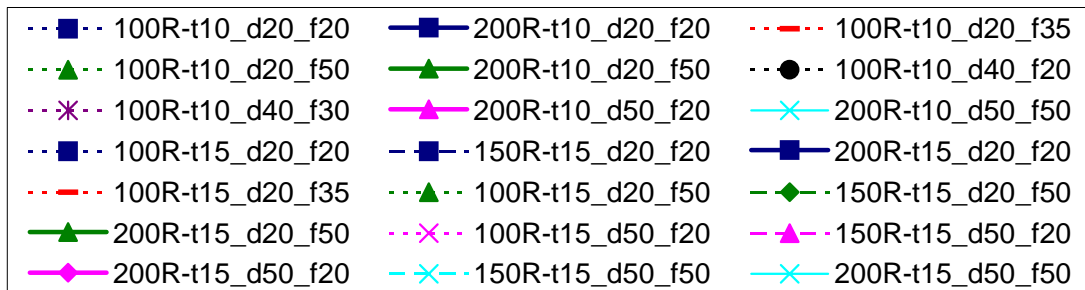 100R-t10_d20_f20 200R-t10_d20_f20 100R-t10_d20_f35
100R-t10_d20_f50 200R-t10_d20_f50 100R-t10_d40_f20
100R-t10_d40_f30 200R-t10_d50_f20 200R-t10_d50_f50
100R-t15_d20_f20 150R-t15_d20_f20 200R-t15_d20_f20
100R-t15_d20_f35 100R-t15_d20_f50 150R-t15_d20_f50
200R-t15_d20_f50 100R-t15_d50_f20 150R-t15_d50_f20
200R-t15_d50_f20 150R-t15_d50_f50 200R-t15_d50_f50